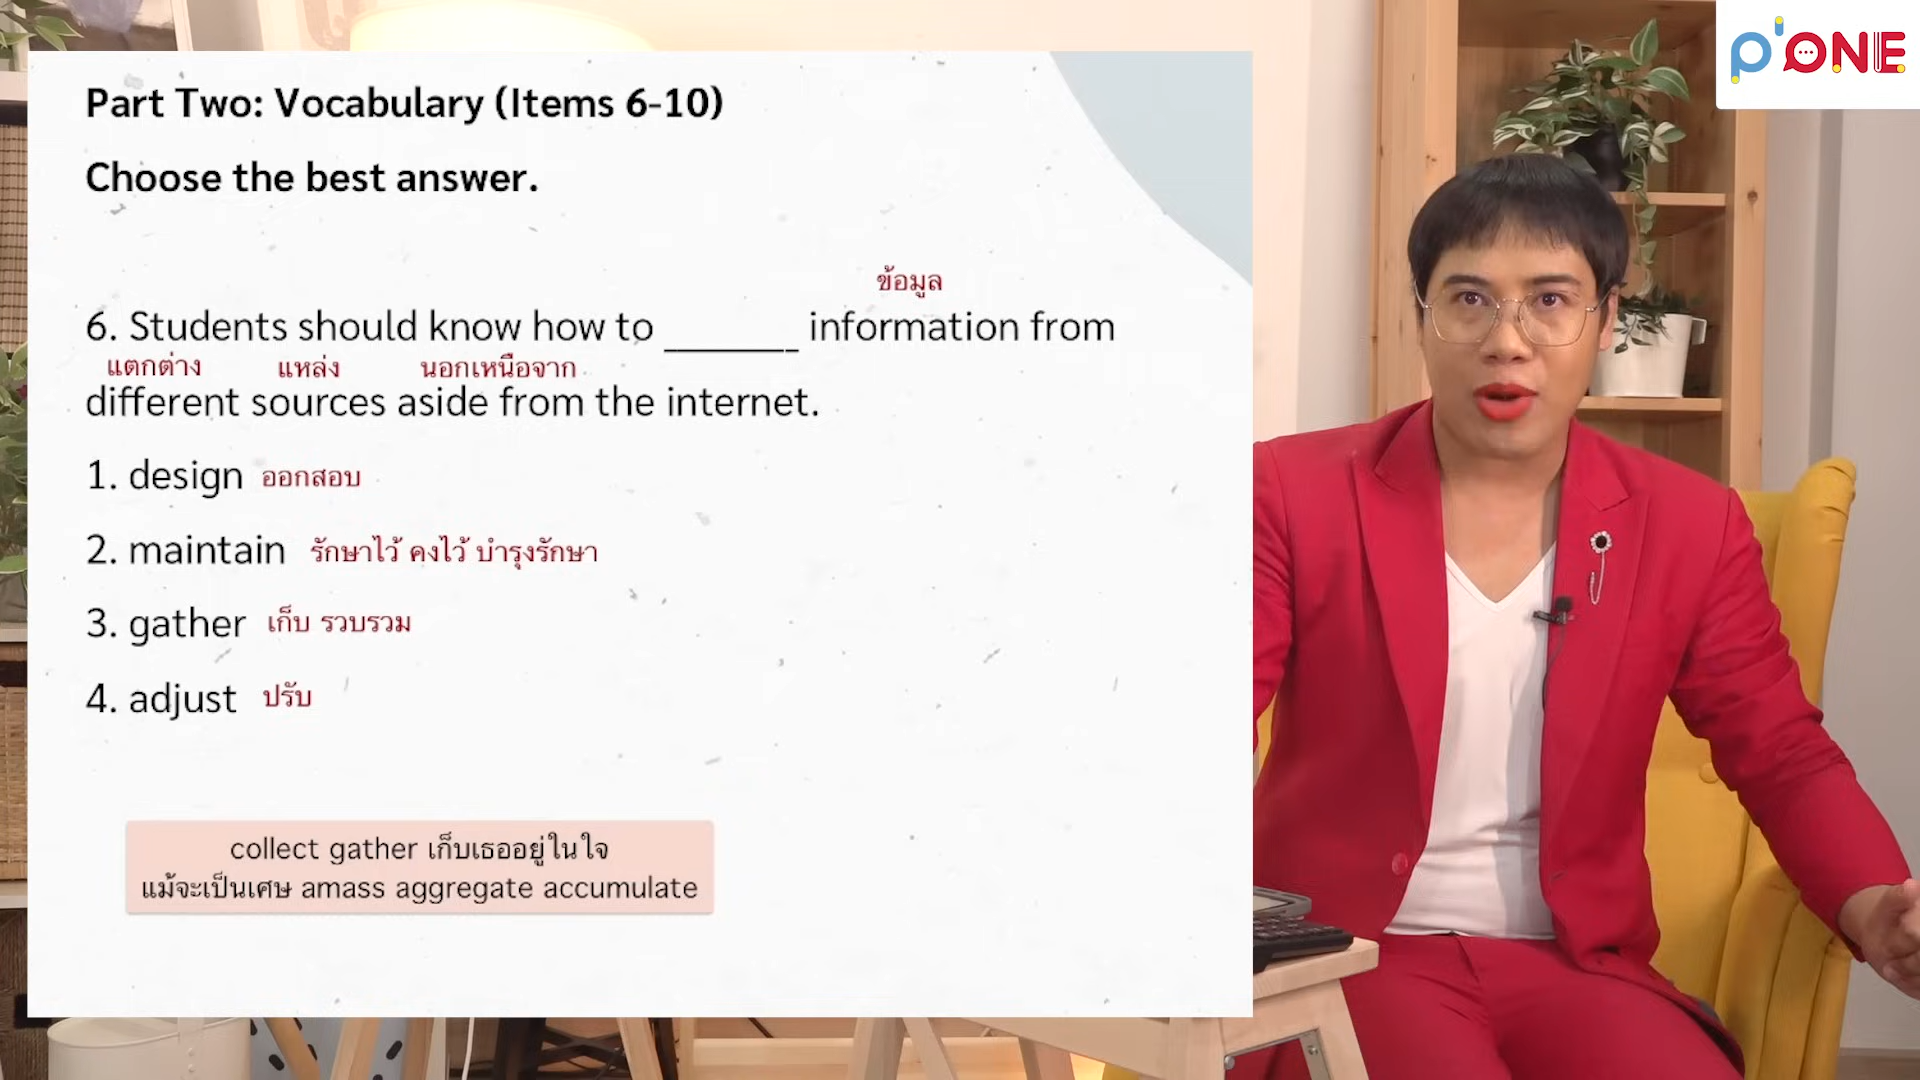 P'ONE
Part Two: Vocabulary (Items 6-10)
Choose the best answer.
ข้อมูล
6. Students should know how to ________ information from
แตกต่าง แหล่ง นอกเหนือจาก
different sources aside from the internet.
1. design ออกสอบ
2. maintain รักษาไว้ คงไว้ บำรุงรักษา
3. gather เก็บ รวบรวม
4. adjust ปรับ
collect gather เก็บเธออยู่ในใจ
แม้จะเป็นเศษ amass aggregate accumulate